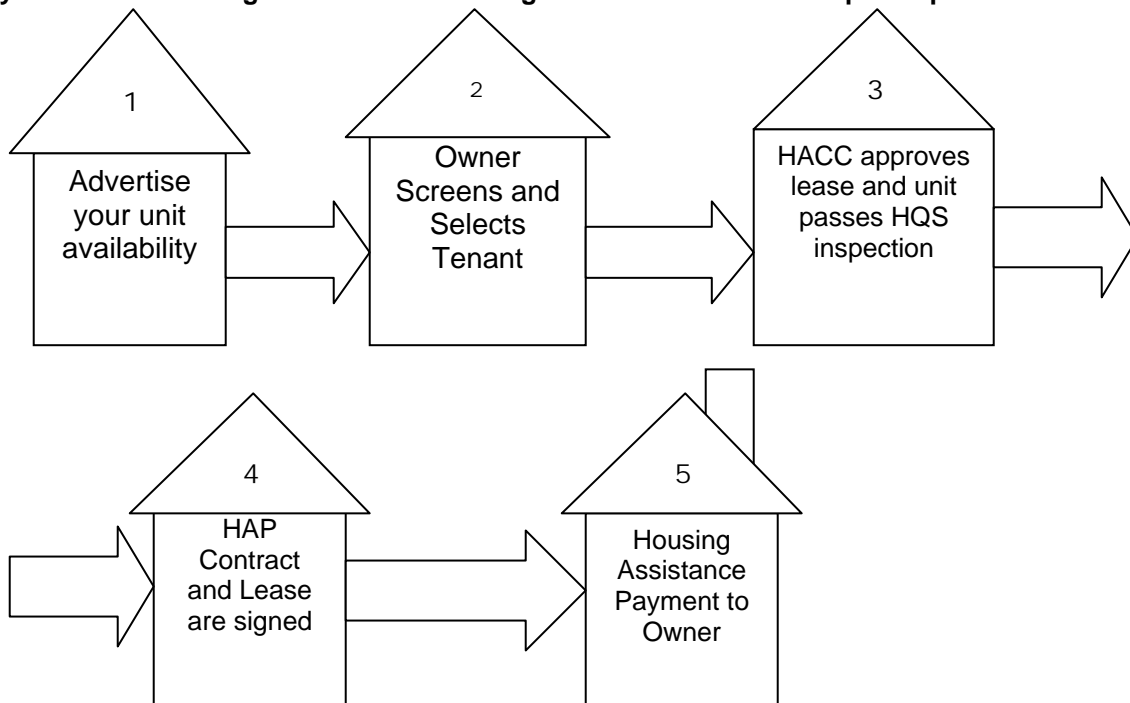 1
2
3
Advertise
your unit
availability
Owner
Screens and
Selects
Tenant
HACC approves
lease and unit
passes HQS
inspection
4
5
HAP
Contract
and Lease
are signed
Housing
Assistance
Payment to
Owner